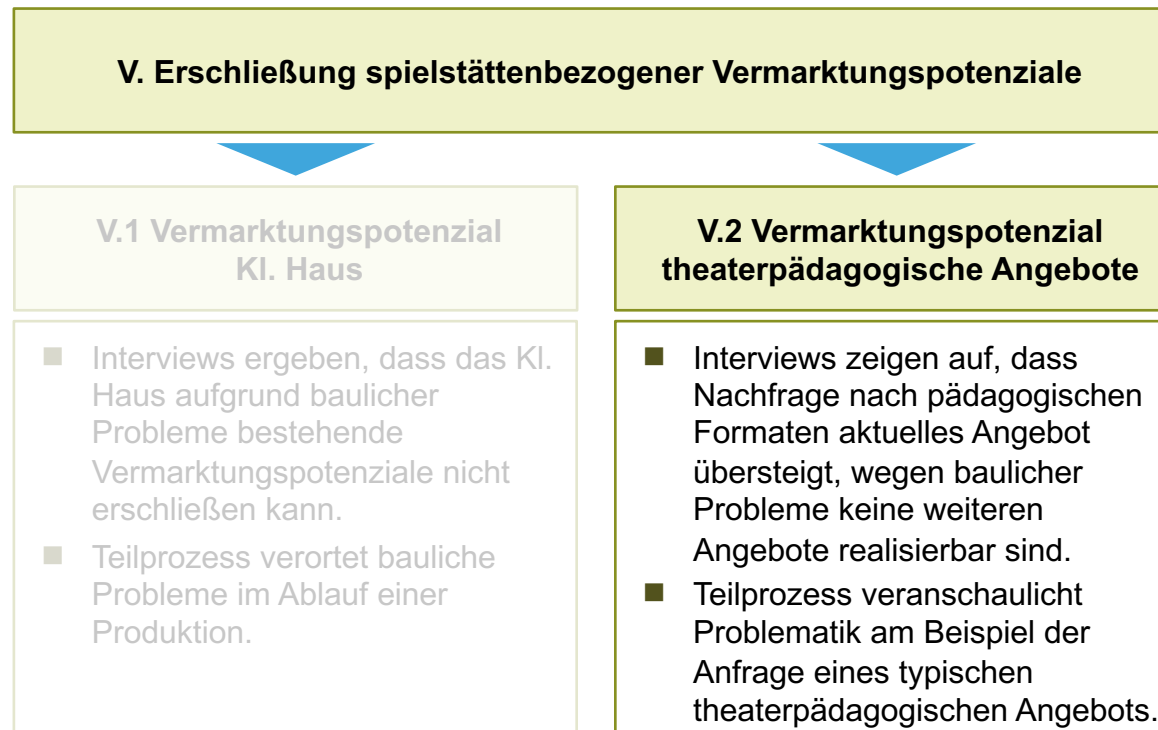 V. Erschließung spielstättenbezogener Vermarktungspotenziale
V.1 Vermarktungspotenzial
Kl. Haus
Interviews ergeben, dass das Kl.
Haus aufgrund baulicher
Probleme bestehende
Vermarktungspotenziale nicht
erschließen kann.
Teilprozess verortet bauliche
Probleme im Ablauf einer
Produktion.
V.2 Vermarktungspotenzial
theaterpädagogische Angebote
Interviews zeigen auf, dass
Nachfrage nach pädagogischen
Formaten aktuelles Angebot
übersteigt, wegen baulicher
Probleme keine weiteren
Angebote realisierbar sind.
Teilprozess veranschaulicht
Problematik am Beispiel der
Anfrage eines typischen
theaterpädagogischen Angebots.